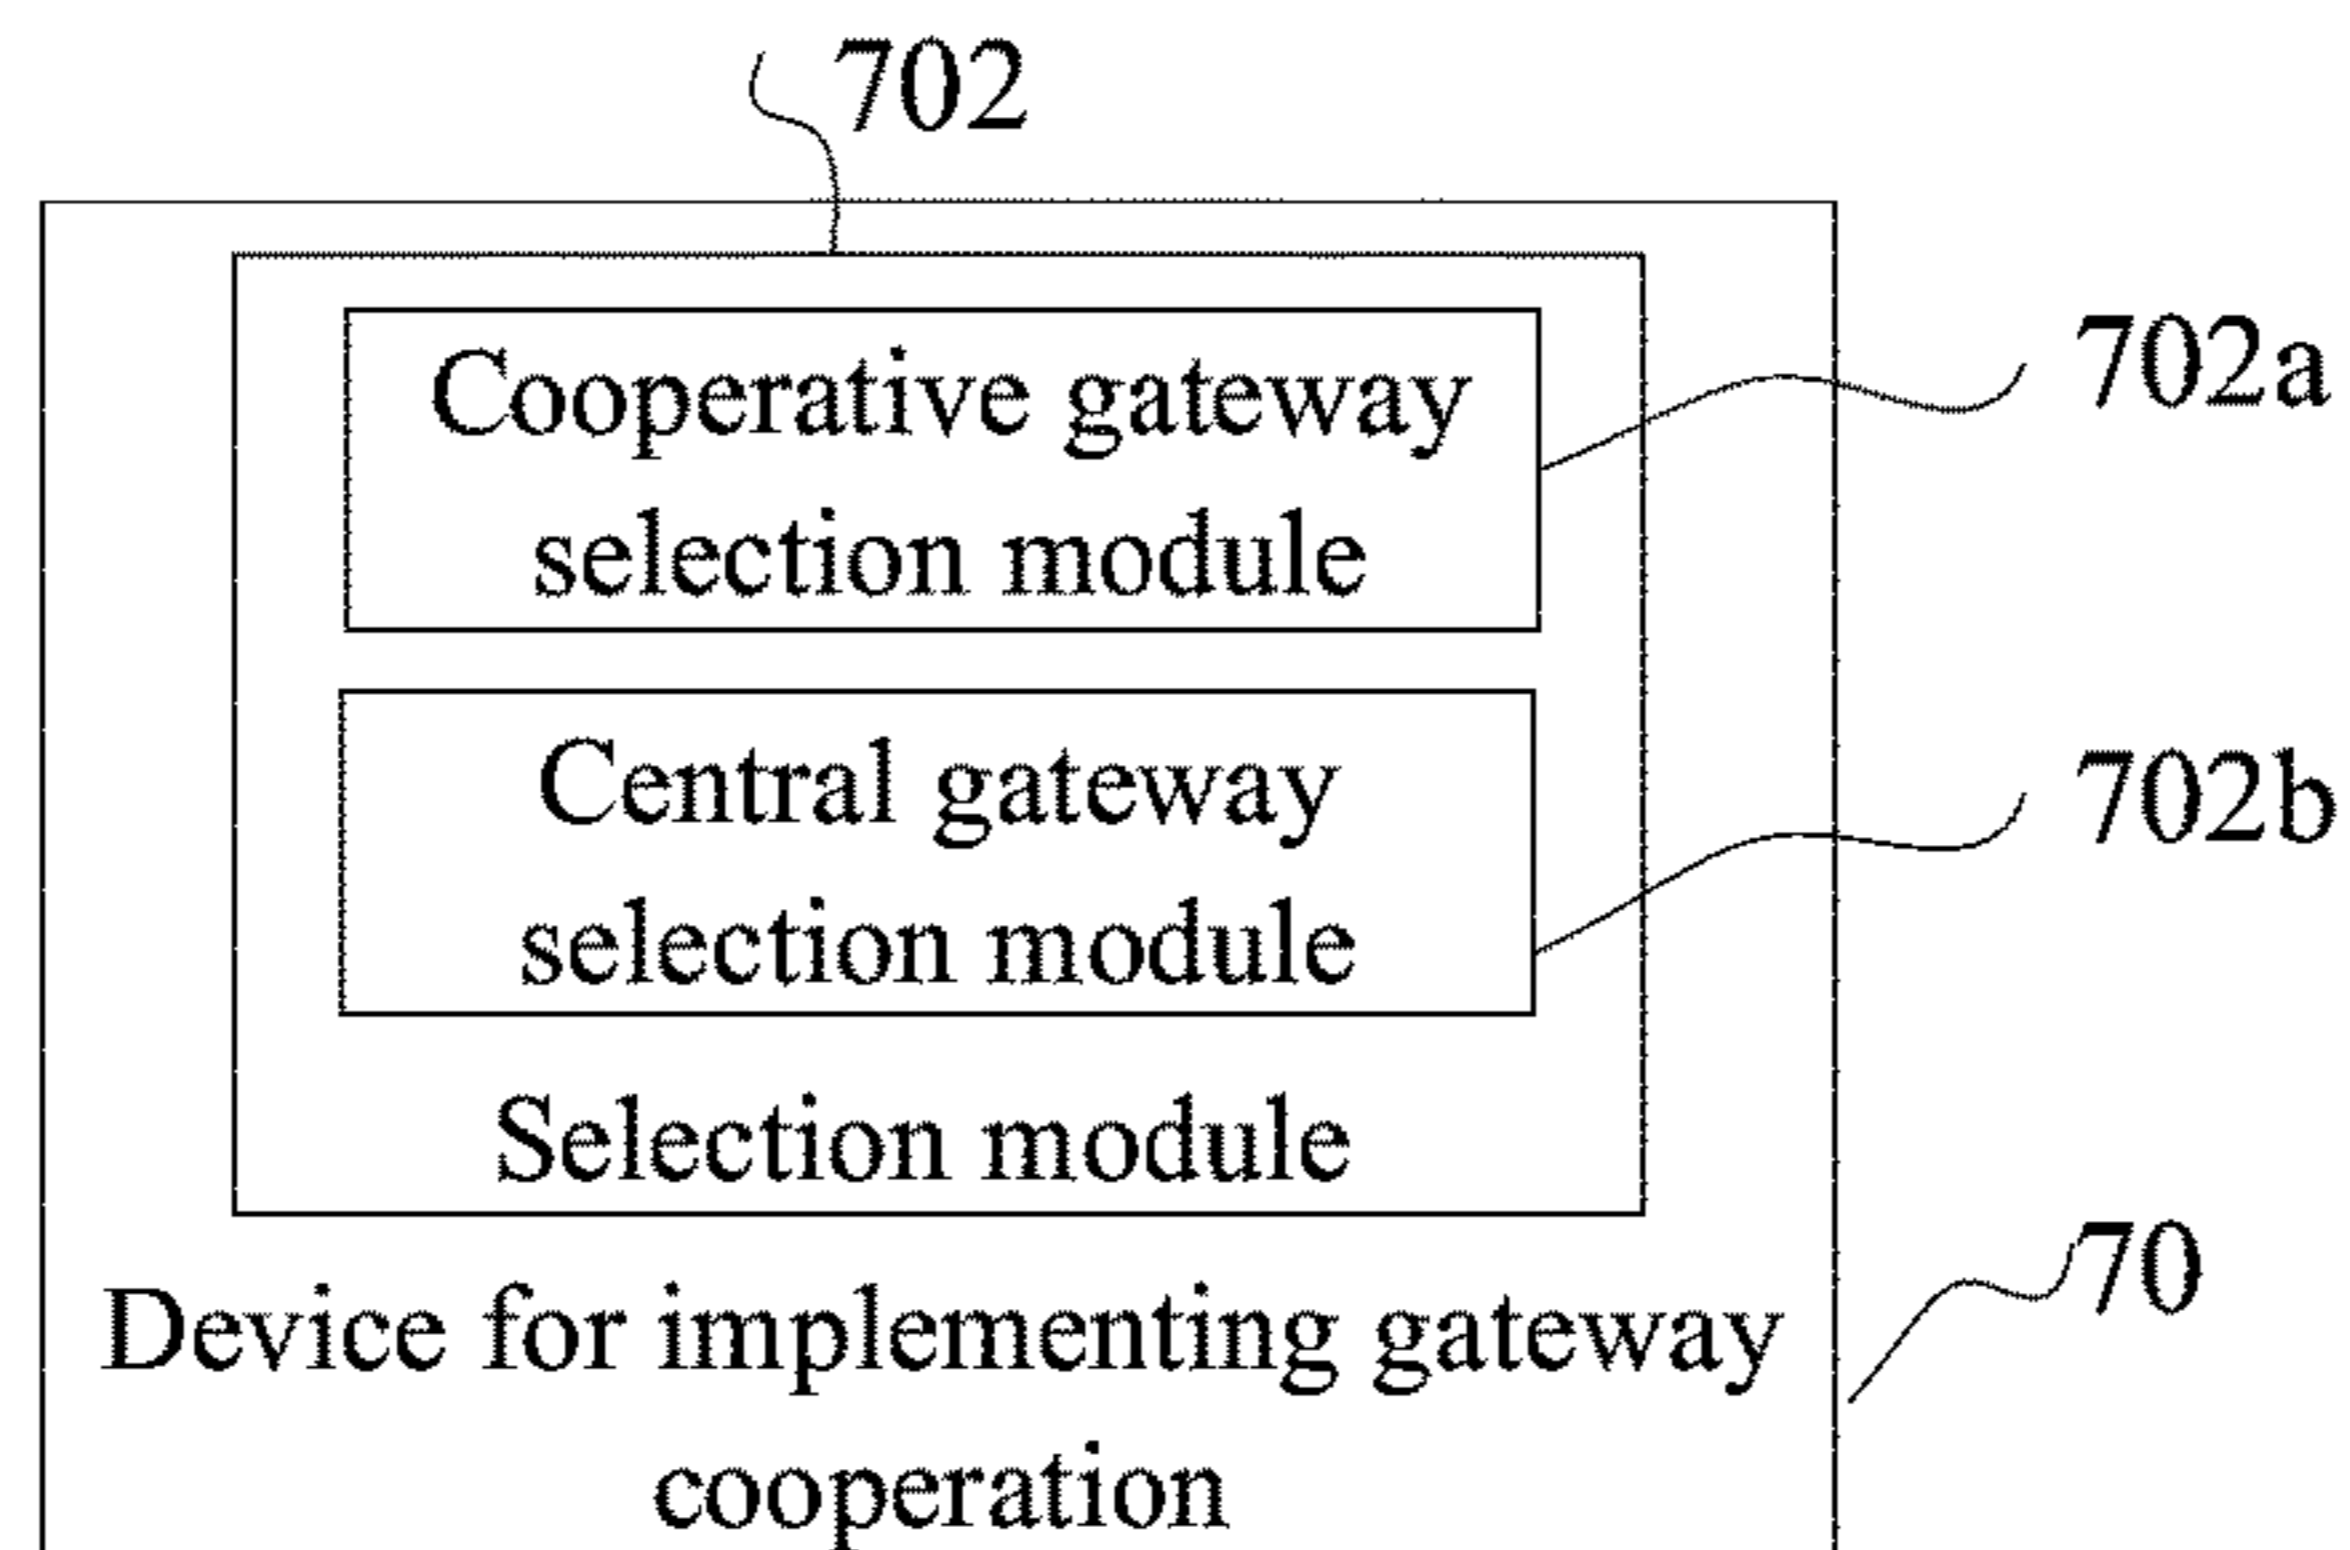 702
Cooperative gateway
selection module
702a
Central gateway
selection module
702b
Selection module
70
Device for implementing gateway
cooperation